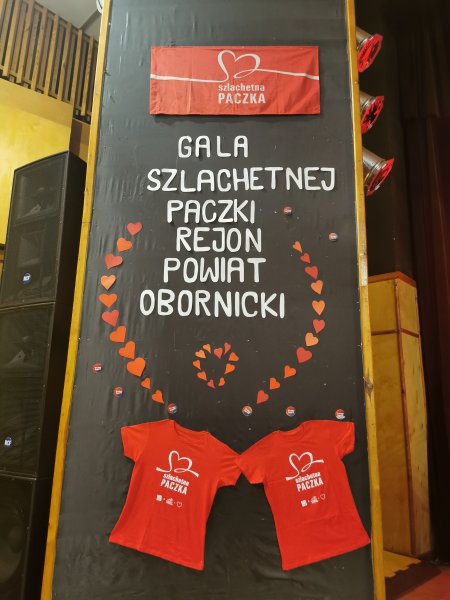 szlachetna
PACZKA
GALA
SZLACHETNEJ
PACZKI
REJON
POWIAT
OBORNICKI
szlachetna
PACZKA
szlachetna
PACZKA